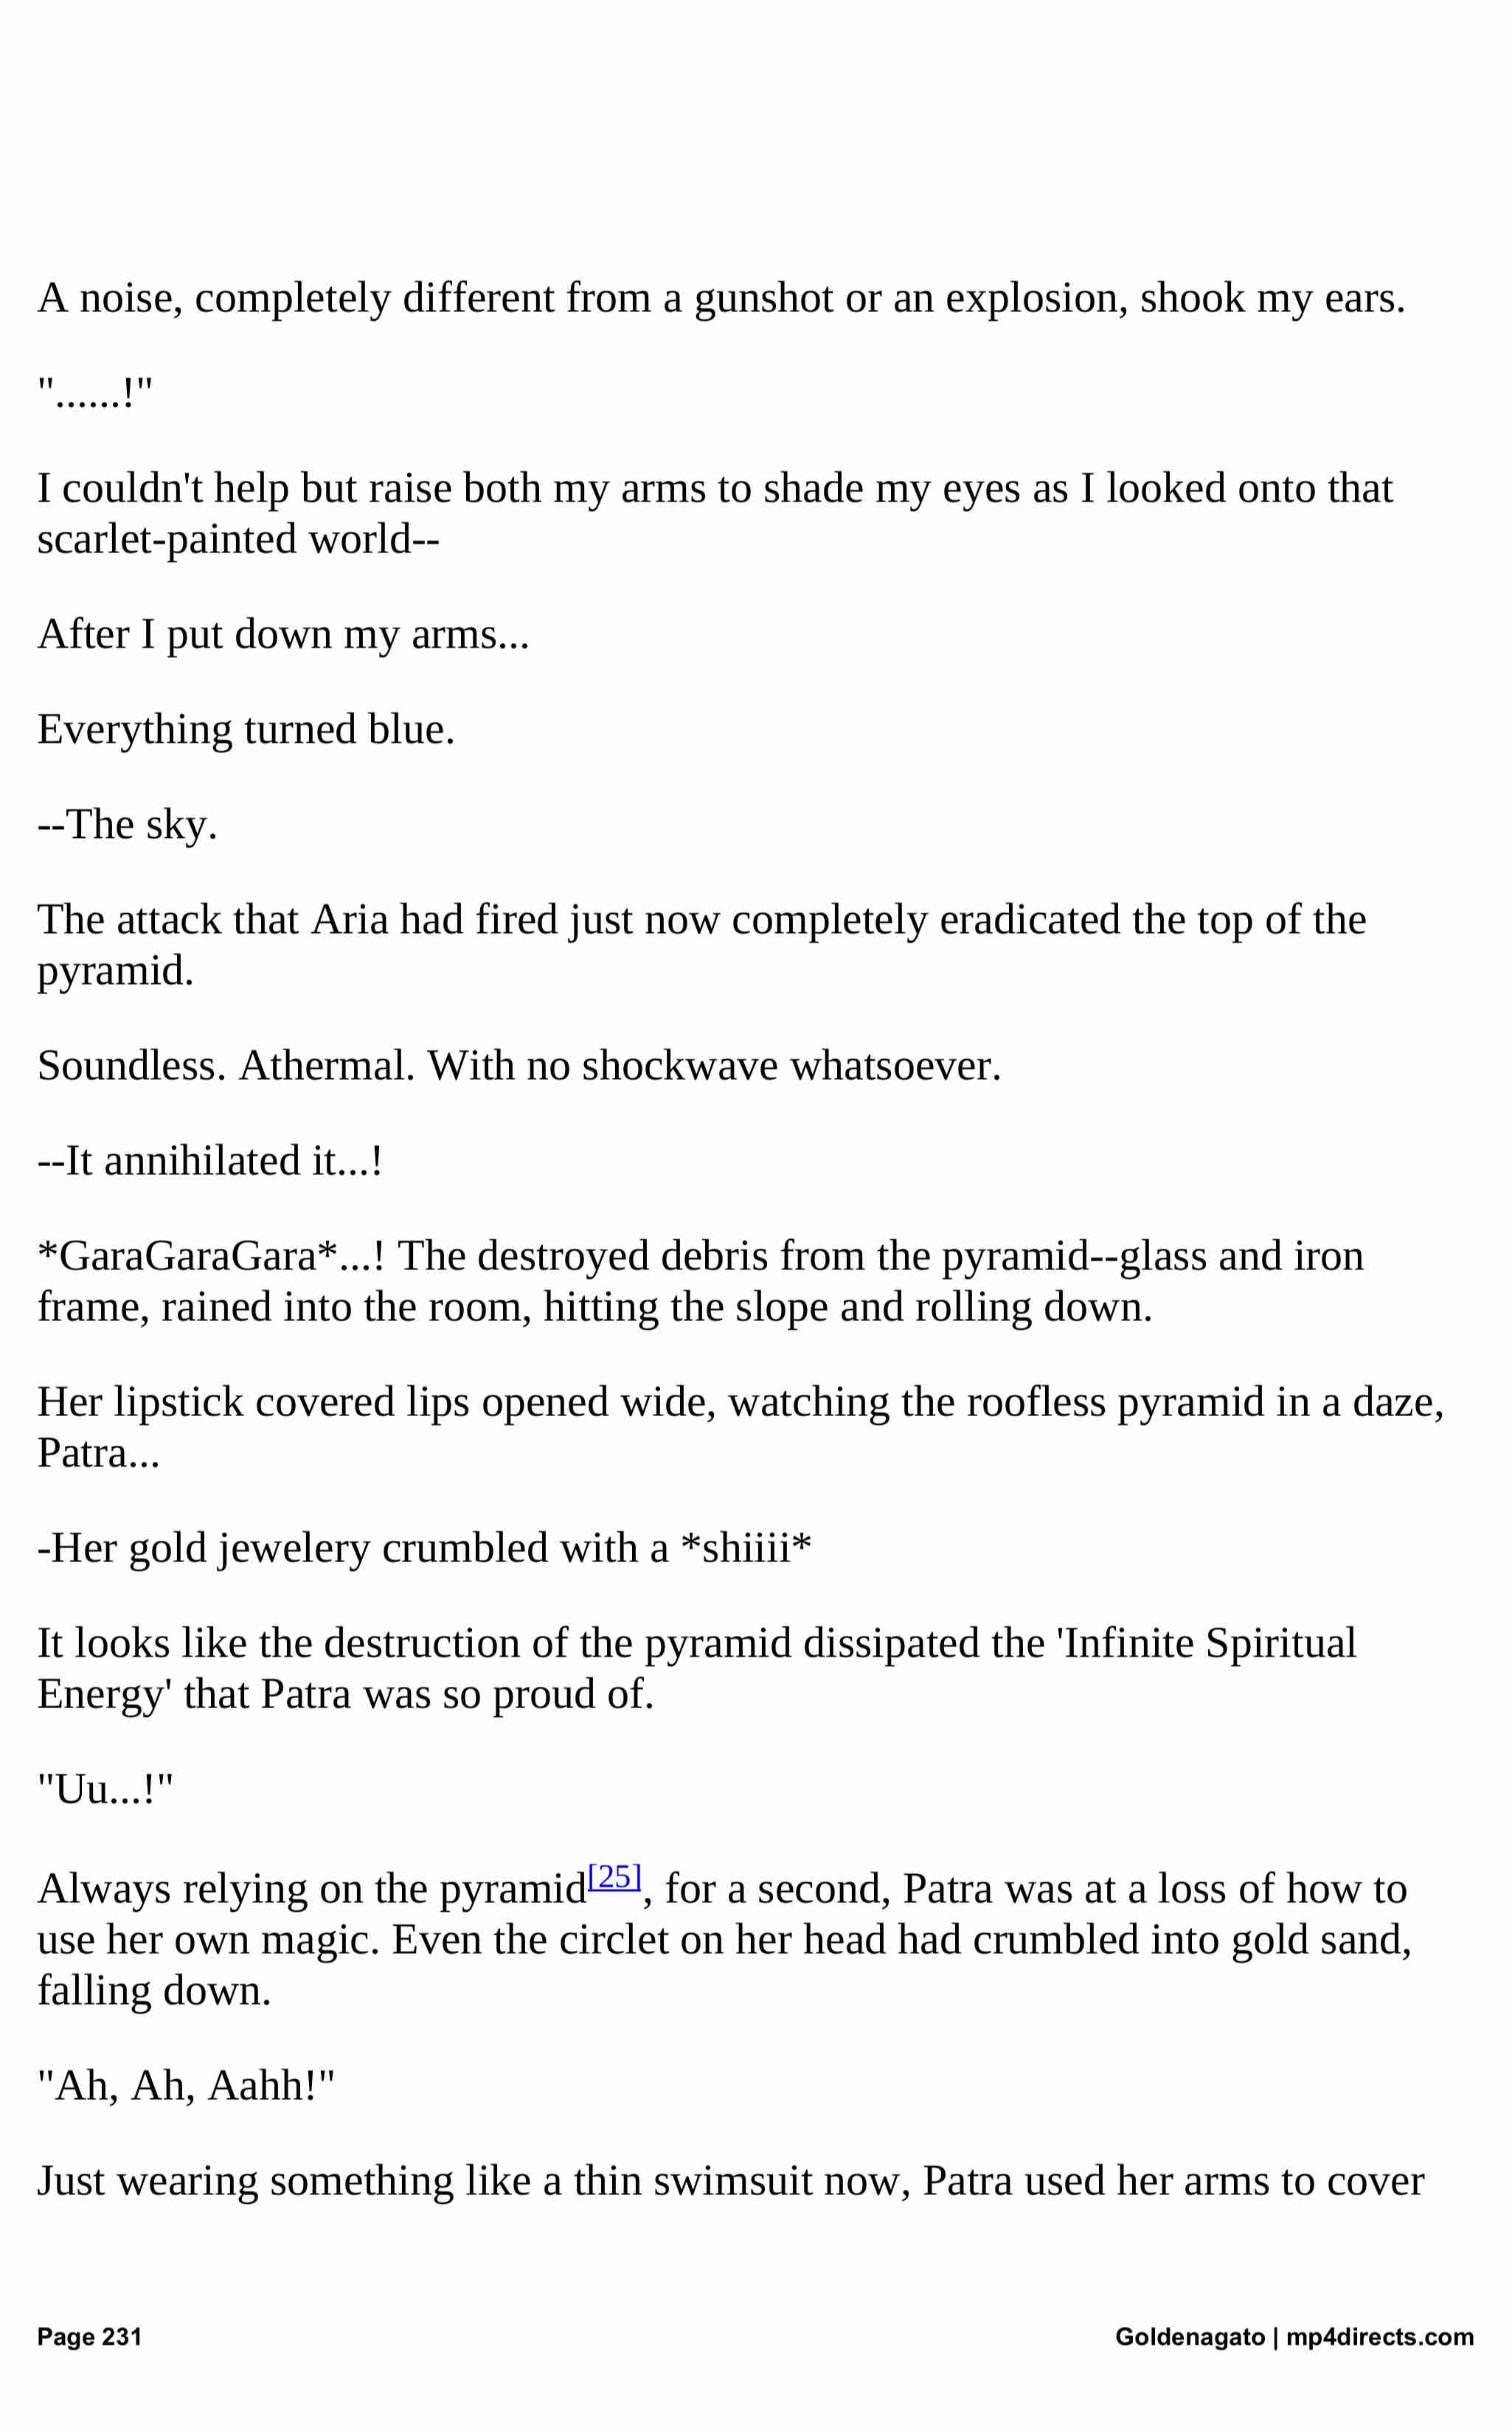 A noise, completely different from a gunshot or an explosion, shook my ears.
"......!"
I couldn't help but raise both my arms to shade my eyes as I looked onto that
scarlet-painted world--
After I put down my arms...
Everything turned blue.
--The sky.
The attack that Aria had fired just now completely eradicated the top of the
pyramid.
Soundless. Athermal. With no shockwave whatsoever.
--It annihilated it...!
*GaraGaraGara*...! The destroyed debris from the pyramid--glass and iron
frame, rained into the room, hitting the slope and rolling down.
Her lipstick covered lips opened wide, watching the roofless pyramid in a daze,
Patra...
-Her gold jewelery crumbled with a *shiiii*
It looks like the destruction of the pyramid dissipated the 'Infinite Spiritual
Energy' that Patra was so proud of.
"Uu...!"
Always relying on the pyramid[25], for a second, Patra was at a loss of how to
use her own magic. Even the circlet on her head had crumbled into gold sand,
falling down.
"Ah, Ah, Aahh!"
Just wearing something like a thin swimsuit now, Patra used her arms to cover
Page 231
Goldenagato | mp4directs.com